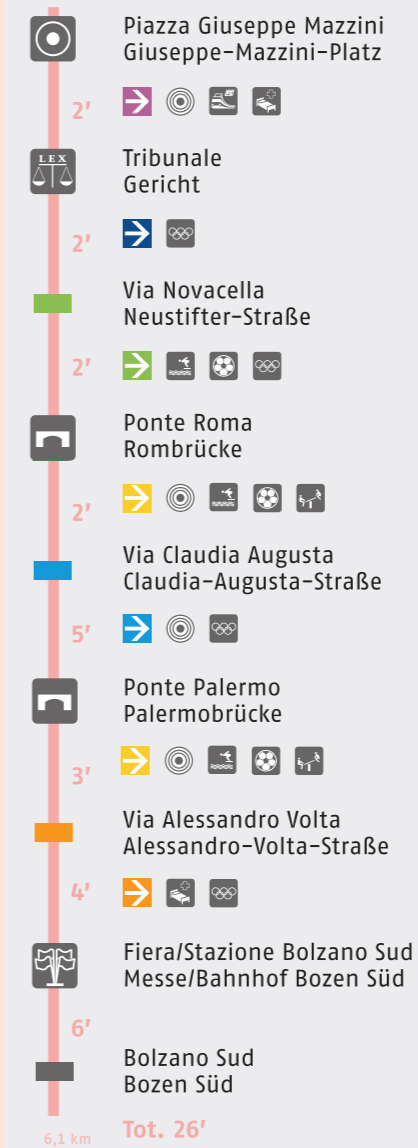 Piazza Giuseppe Mazzini
Giuseppe-Mazzini-Platz
2'
LEX
Tribunale
Gericht
2'
Via Novacella
Neustifter-Straße
2'
Ponte Roma
Rombrücke
2'
Via Claudia Augusta
Claudia-Augusta-Straße
5'
Ponte Palermo
Palermobrücke
3'
Via Alessandro Volta
Alessandro-Volta-Straße
4'
Fiera/Stazione Bolzano Sud
Messe/Bahnhof Bozen Süd
6'
Bolzano Sud
Bozen Süd
6,1 km Tot. 26'